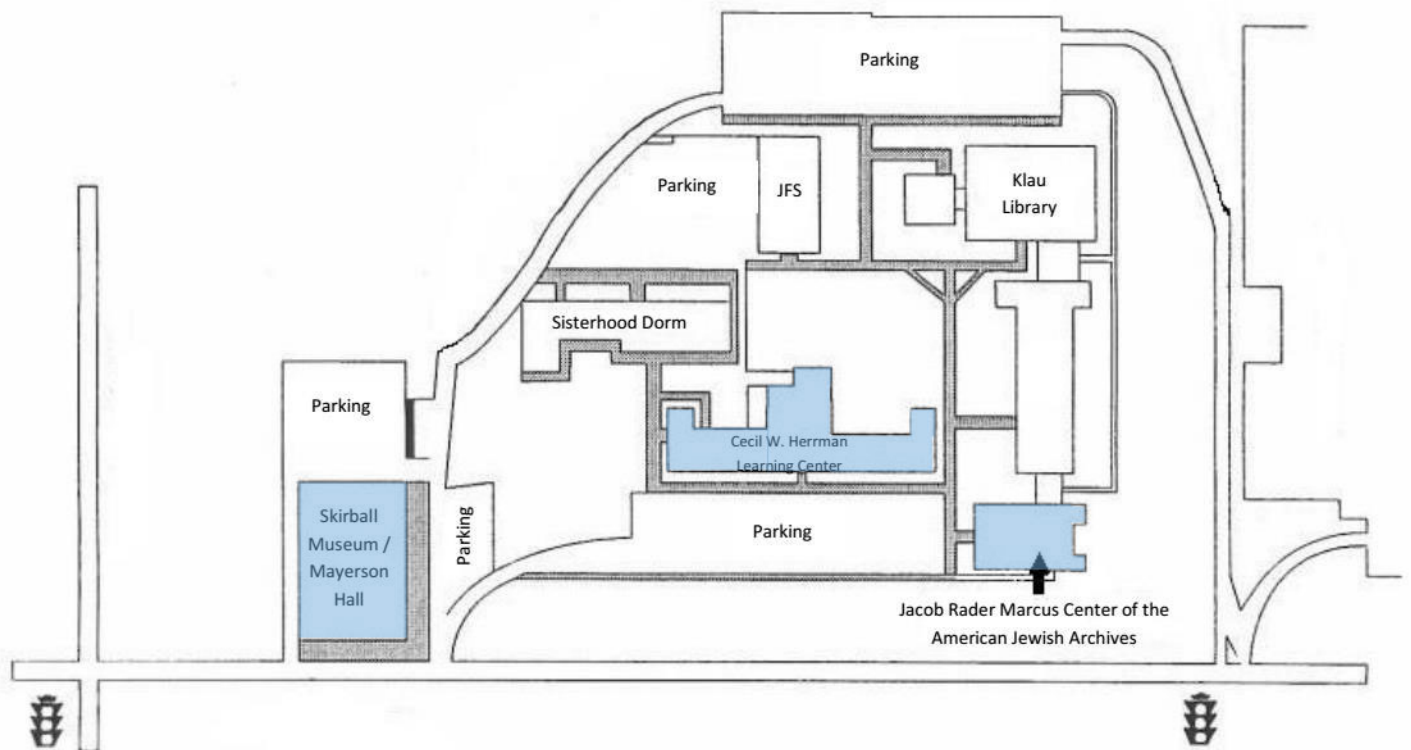 Parking
Parking
JFS
Klau
Library
Sisterhood Dorm
Parking
Cecil W. Herrman
Learning Center
Skirball
Museum /
Mayerson
Hall
Parking
Parking
Jacob Rader Marcus Center of the
American Jewish Archives